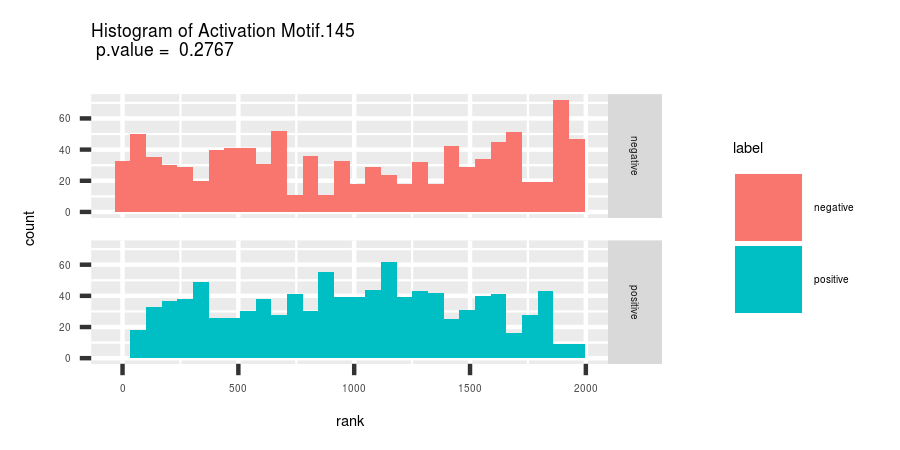 Histogram of Activation Motif.145
p.value = 0.2767
count
60
40
20
0
negative
60
40
20
0
positive
0 500 1000 1500 2000
rank
label
negative
positive